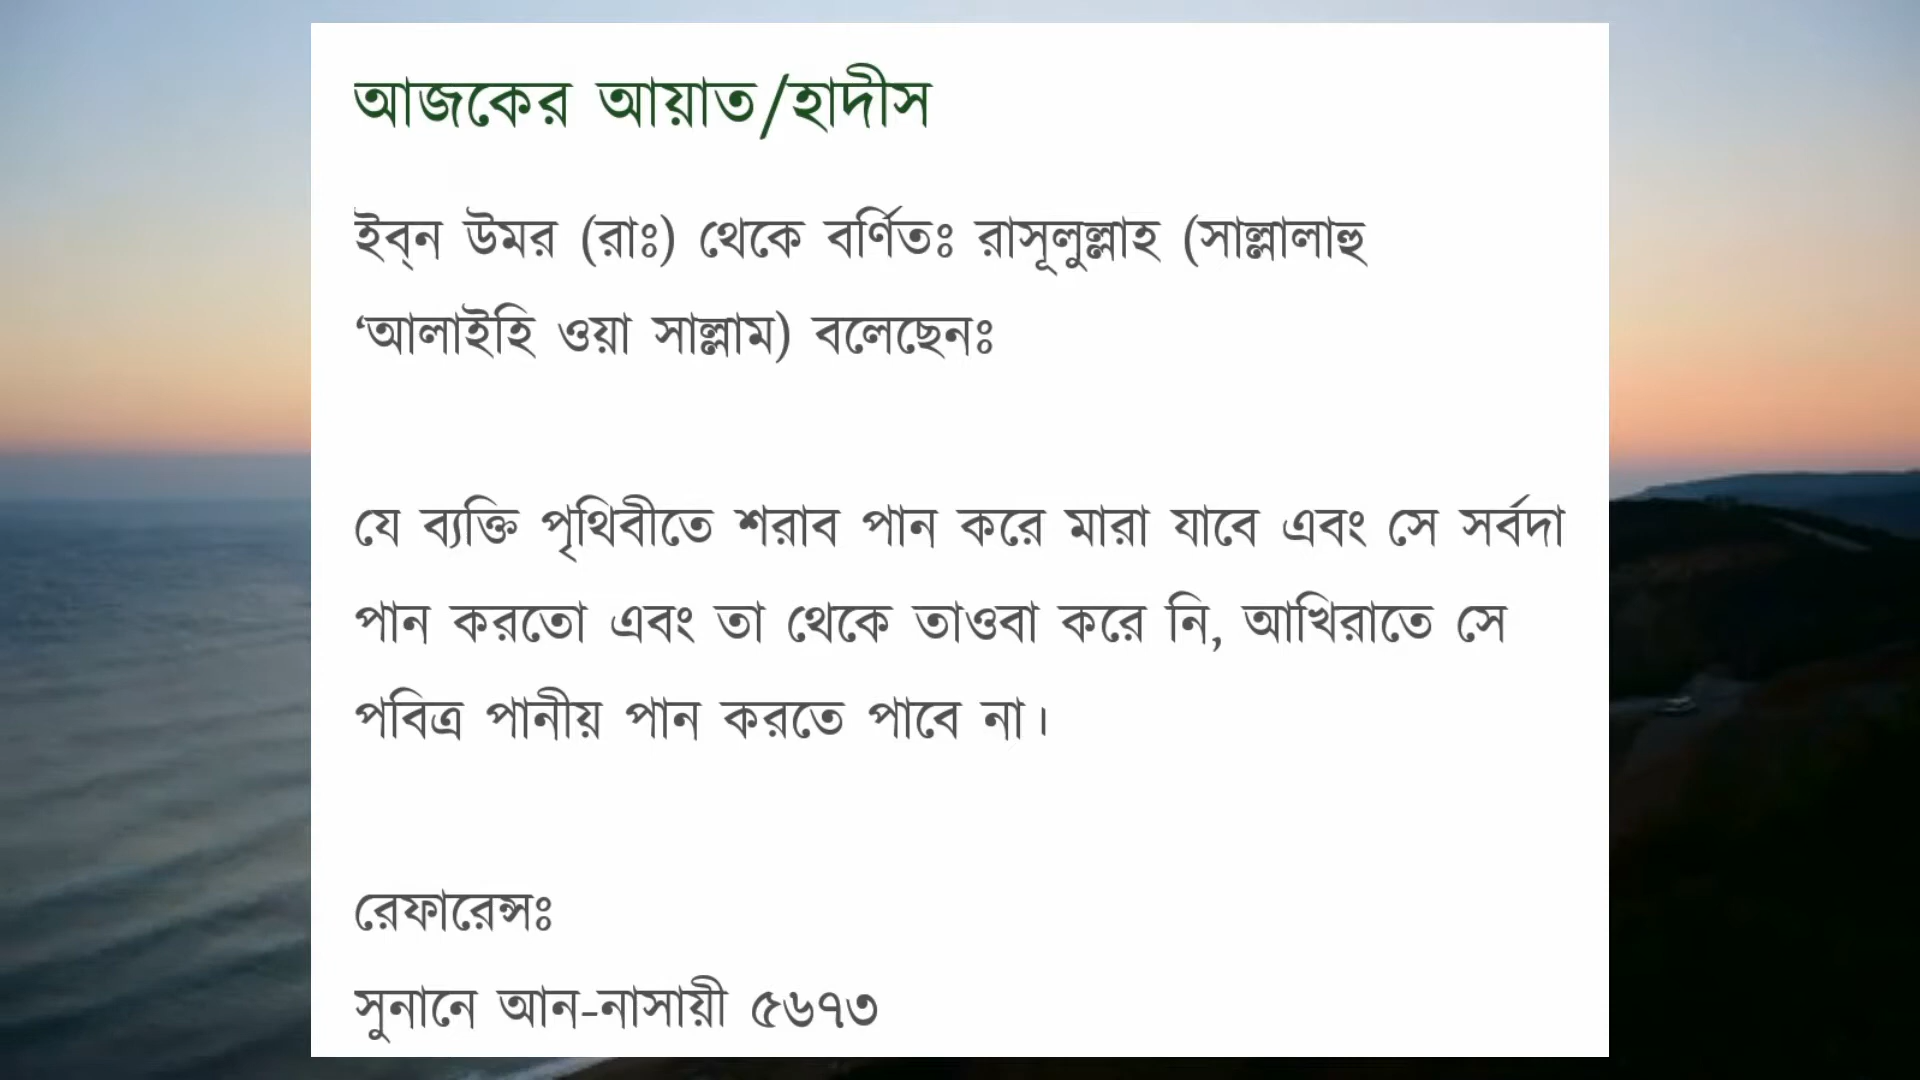 আজকের আয়াত/হাদীস
ইব্‌ন উমর (রাঃ) থেকে বর্ণিতঃ রাসূলুল্লাহ (সাল্লালাহু
‘আলাইহি ওয়া সাল্লাম) বলেছেনঃ
যে ব্যক্তি পৃথিবীতে শরাব পান করে মারা যাবে এবং সে সর্বদা
পান করতো এবং তা থেকে তাওবা করে নি, আখিরাতে সে
পবিত্র পানীয় পান করতে পাবে না।
রেফারেন্সঃ
সুনানে আন-নাসায়ী ৫৬৭৩